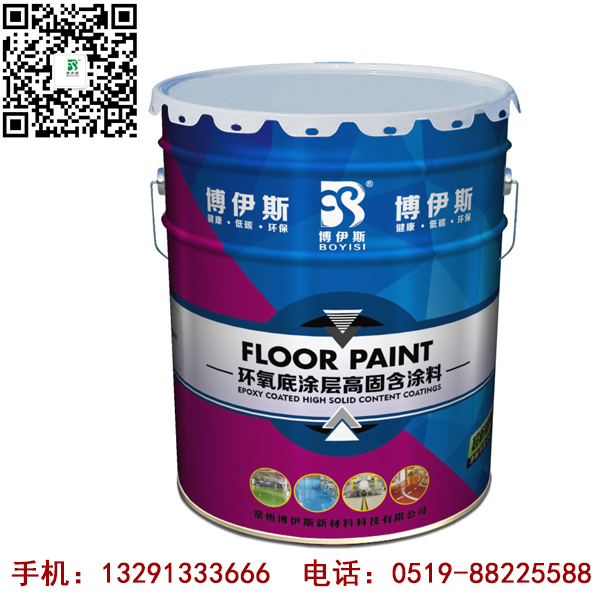 博伊斯
博伊斯
健康·低碳·环保
®
博伊斯
BOYISI
博伊斯
健康·低碳·环保
FLOOR PAINT
环氧底涂层高固含涂料
EPOXY COATED HIGH SOLID CONTENT COATINGS
常州博伊斯新材料科技有限公司
手机：13291333666 电话：0519-88225588